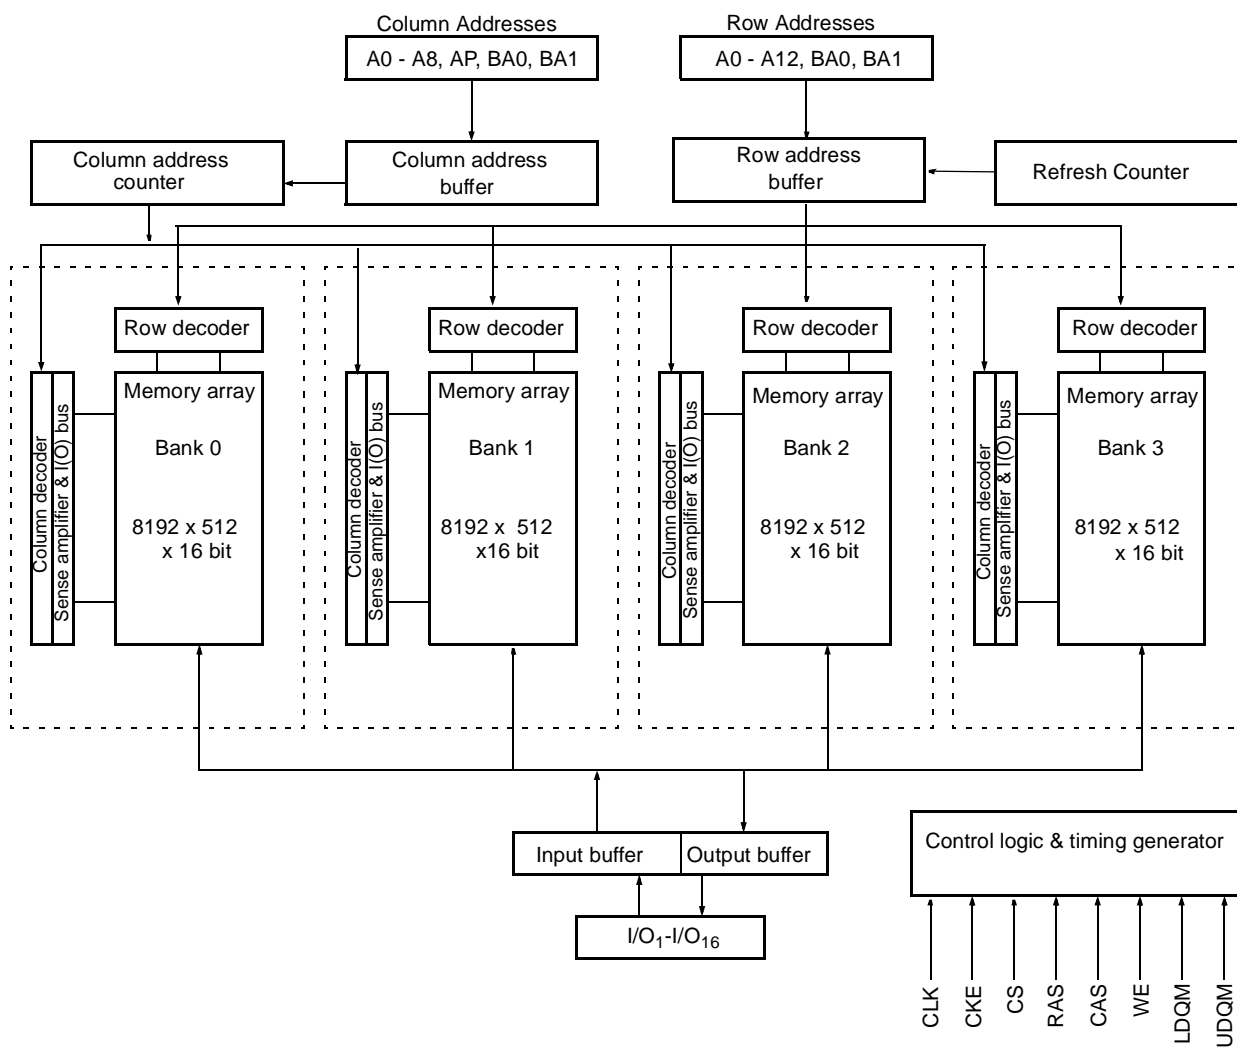 Column Addresses
Row Addresses
A0 - A8, AP, BA0, BA1
A0 - A12, BA0, BA1
Column address
counter
Column address
buffer
Row address
buffer
Refresh Counter
Row decoder
Row decoder
Row decoder
Row decoder
Column decoder
Sense amplifier & I(O) bus
Memory array
Bank 0
8192 x 512
x 16 bit
Column decoder
Sense amplifier & I(O) bus
Memory array
Bank 1
8192 x  512
x16 bit
Column decoder
Sense amplifier & I(O) bus
Memory array
Bank 2
8192 x 512
x 16 bit
Column decoder
Sense amplifier & I(O) bus
Memory array
Bank 3
8192 x 512
x 16 bit
Input buffer
Output buffer
I/O1-I/O16
Control logic & timing generator
CLK
CKE
CS
RAS
CAS
WE
LDQM
UDQM